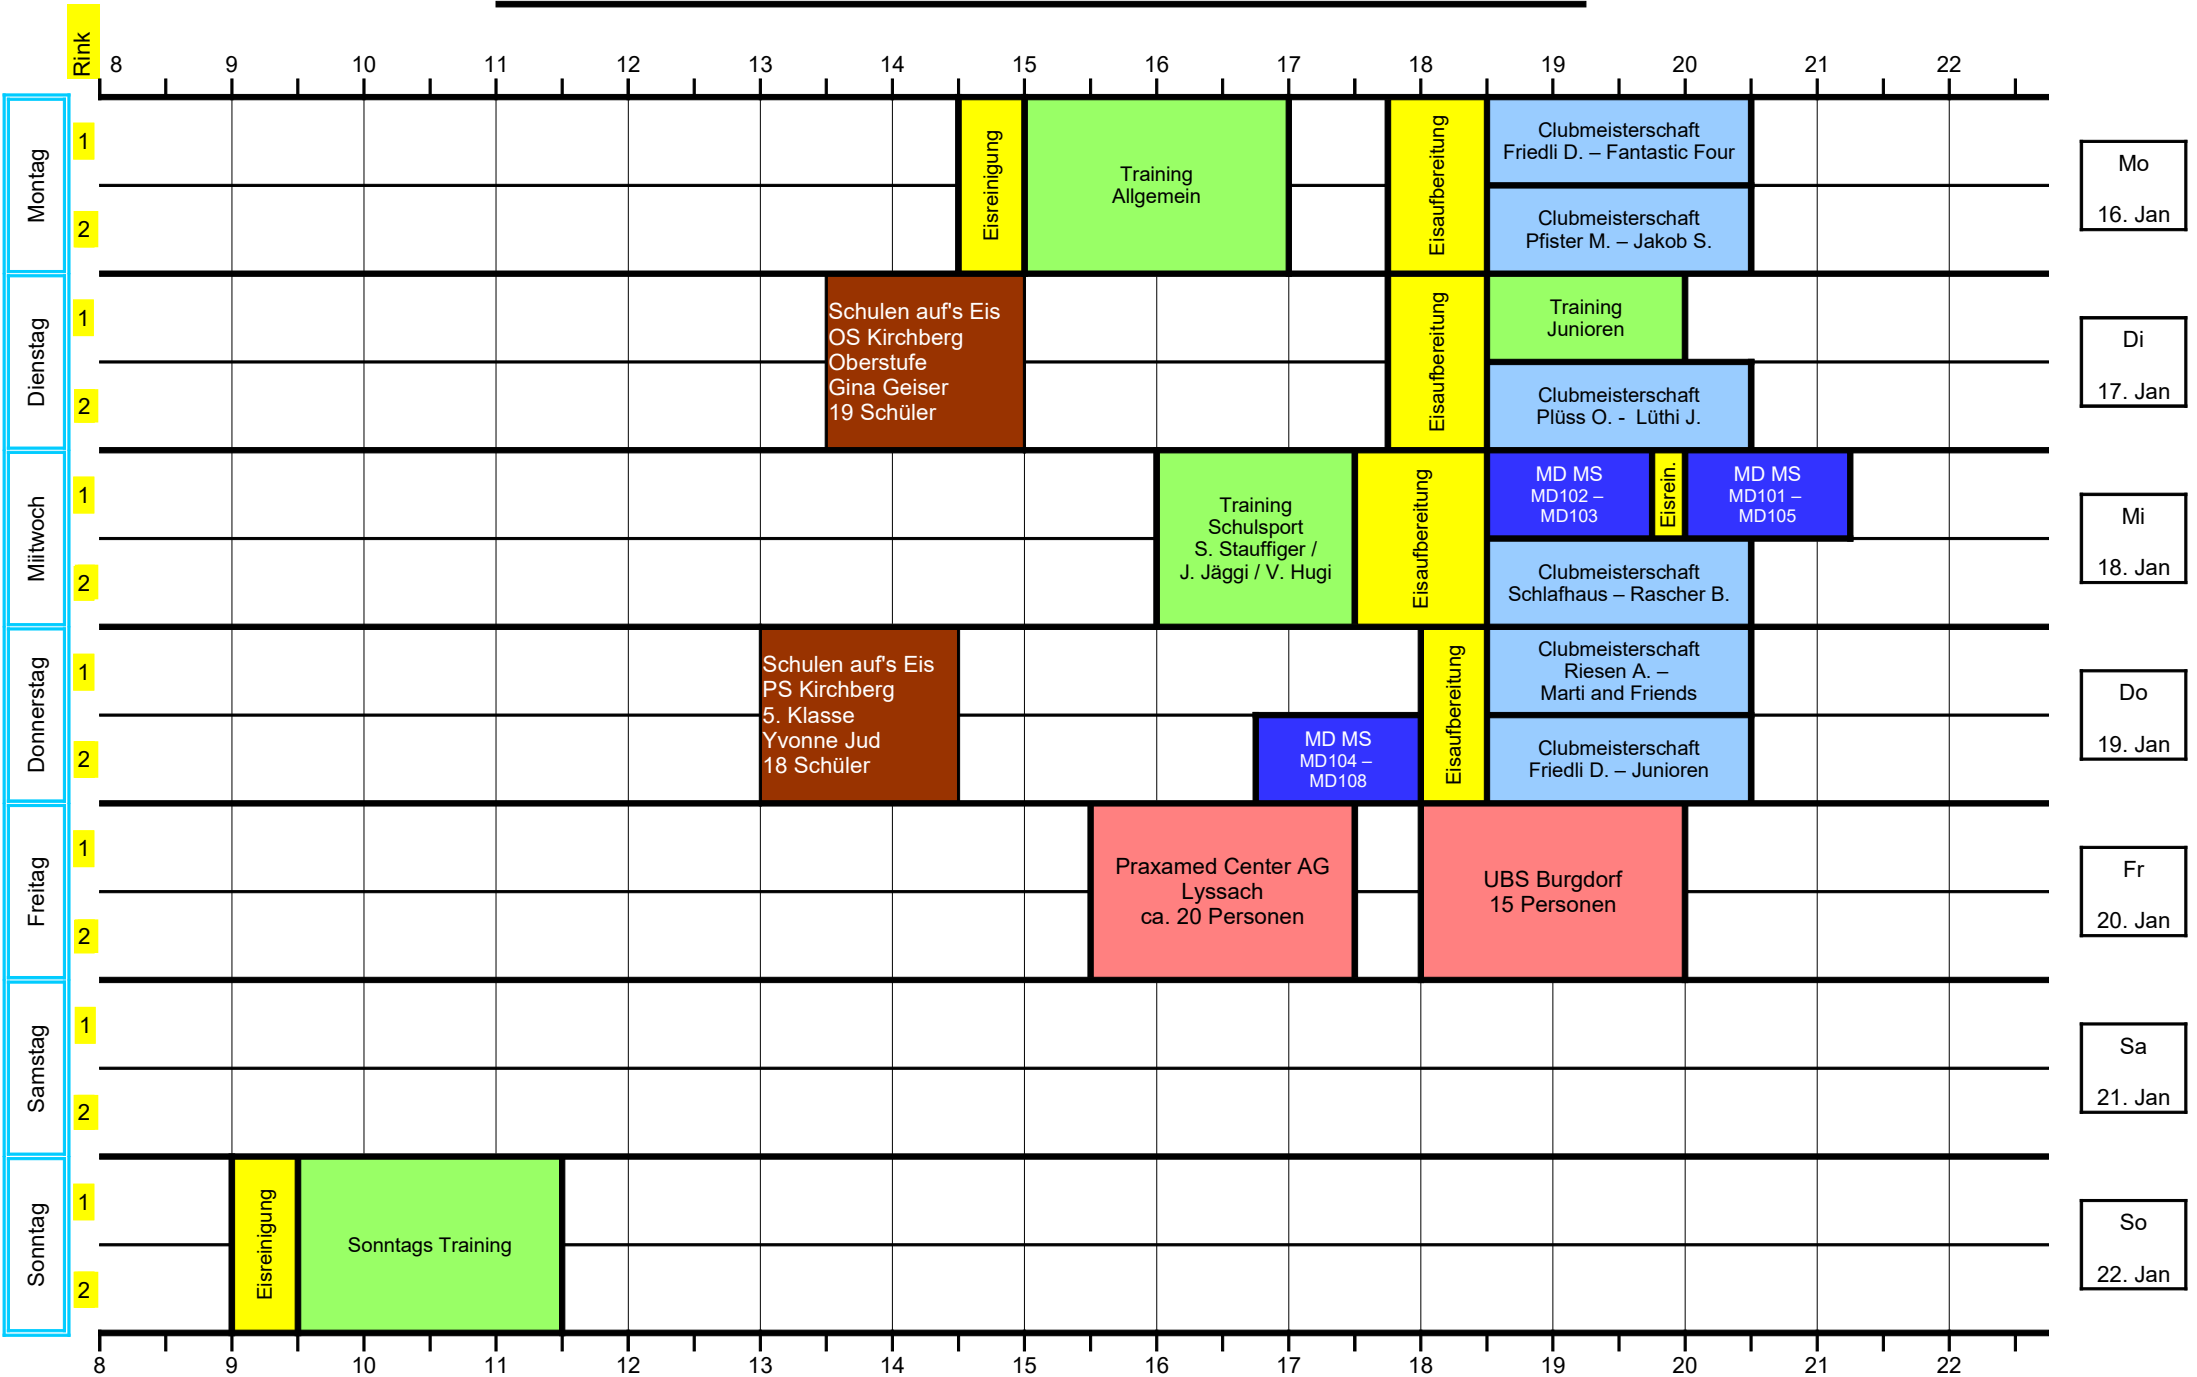 Rink
8 9 10 11 12 13 14 15 16 17 18 19 20 21 22
Montag
1
2
Eisreinigung
Training
Allgemein
Eisaufbereitung
Clubmeisterschaft
Friedli D. – Fantastic Four
Clubmeisterschaft
Pfister M. – Jakob S.
Mo
16. Jan
Dienstag
1
2
Schulen auf's Eis
OS Kirchberg
Oberstufe
Gina Geiser
19 Schüler
Eisaufbereitung
Training
Junioren
Clubmeisterschaft
Plüss O. - Lüthi J.
Di
17. Jan
Miitwoch
1
2
Training
Schulsport
S. Stauffiger /
J. Jäggi / V. Hugi
Eisaufbereitung
MD MS
MD102 –
MD103
Eisrein.
MD MS
MD101 –
MD105
Clubmeisterschaft
Schlafhaus – Rascher B.
Mi
18. Jan
Donnerstag
1
2
Schulen auf's Eis
PS Kirchberg
5. Klasse
Yvonne Jud
18 Schüler
MD MS
MD104 –
MD108
Eisaufbereitung
Clubmeisterschaft
Riesen A. –
Marti and Friends
Clubmeisterschaft
Friedli D. – Junioren
Do
19. Jan
Freitag
1
2
Praxamed Center AG
Lyssach
ca. 20 Personen
UBS Burgdorf
15 Personen
Fr
20. Jan
Samstag
1
2
Sa
21. Jan
Sonntag
1
2
Eisreinigung
Sonntags Training
So
22. Jan
8 9 10 11 12 13 14 15 16 17 18 19 20 21 22